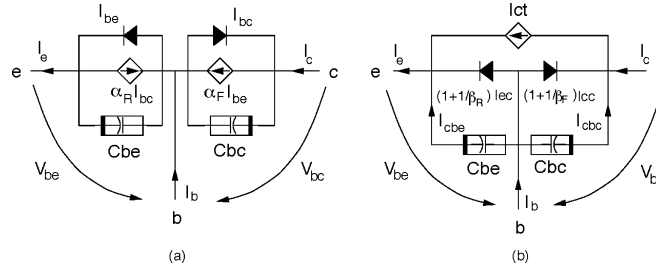 Ibe
Ibc
Ie
Ic
e
c
αR Ibc
αF Ibe
Cbe
Cbc
Vbe
Vbc
Ib
b
(a)
Ict
Ie
Ic
e
(1+1/βR) Iec
(1+1/βF) Icc
Icbe
Icbc
Cbe
Cbc
Vbe
V
Ib
b
(b)